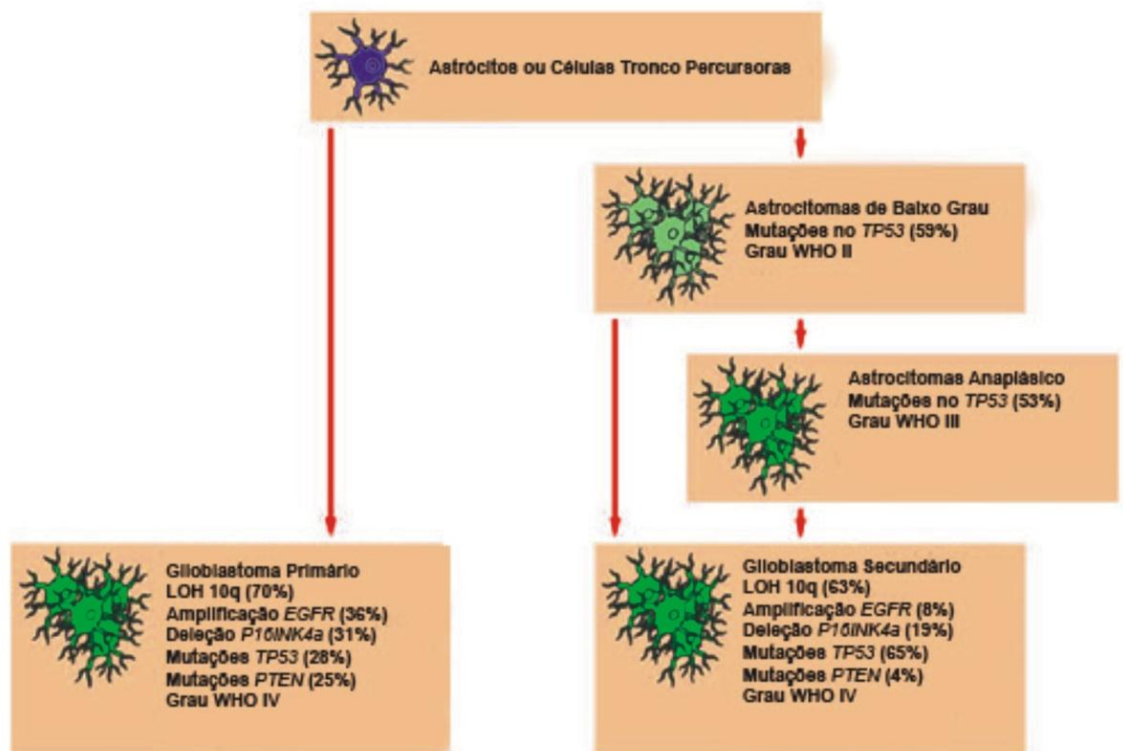 Astrócitos ou Células Tronco Percursoras
Astrocitomas de Baixo Grau
Mutações no TP53 (59%)
Grau WHO II
Astrocitomas Anaplásico
Mutações no TP53 (53%)
Grau WHO III
Glioblastoma Primário
LOH 10q (70%)
Amplificação EGFR (36%)
Deleção P16INK4a (31%)
Mutações TP53 (28%)
Mutações PTEN (25%)
Grau WHO IV
Glioblastoma Secundário
LOH 10q (63%)
Amplificação EGFR (8%)
Deleção P16INK4a (19%)
Mutações TP53 (65%)
Mutações PTEN (4%)
Grau WHO IV